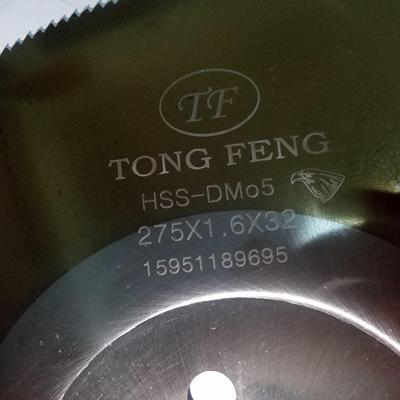 TF
TONG FENG
HSS-DMo5
275X1.6X32
15951189695